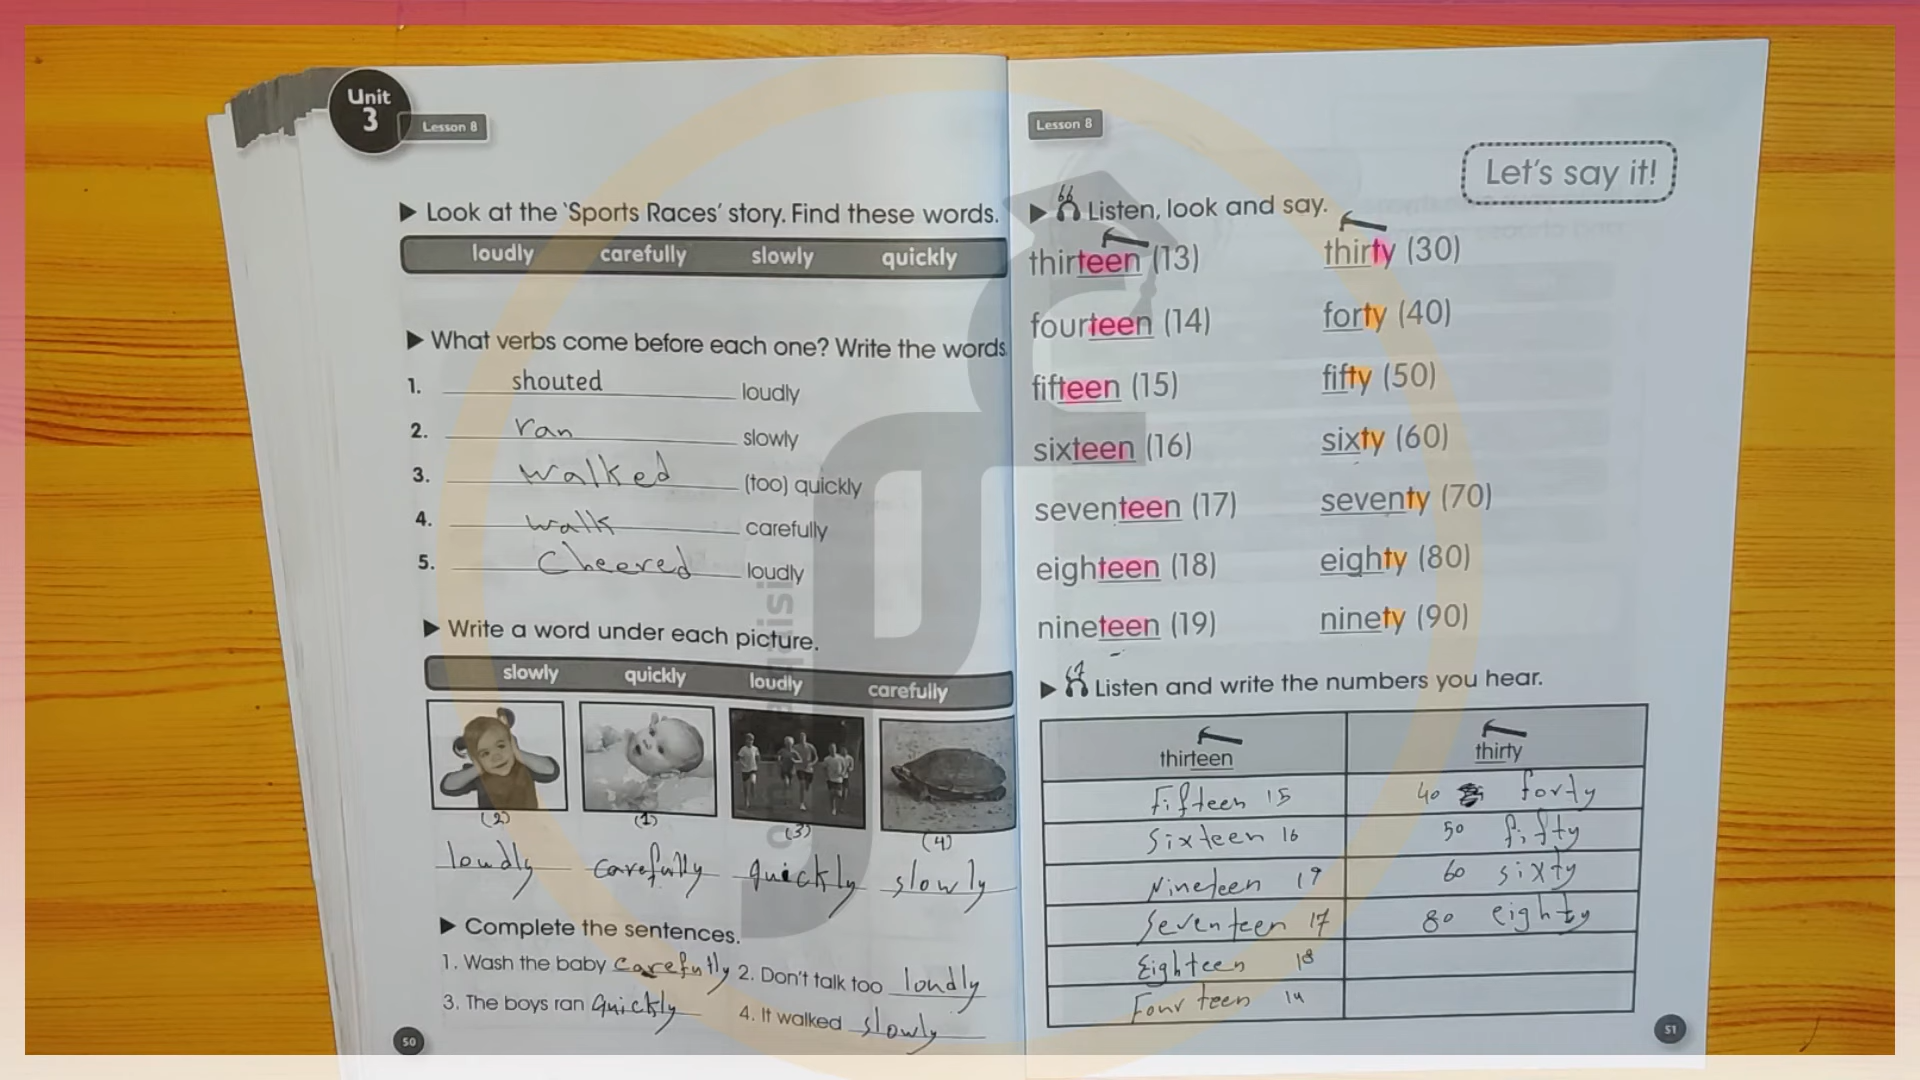 Unit
3
Lesson 8
Look at the 'Sports Races' story. Find these words.
loudly carefully slowly quickly
What verbs come before each one? Write the words
1. shouted loudly
2. ran slowly
3. walked (too) quickly
4. walk carefully
5. Cheered loudly
Write a word under each picture.
slowly quickly loudly carefully
(2) (1) (3) (4)
loudly carefully quickly slowly
Complete the sentences.
1. Wash the baby carefully 2. Don't talk too loudly
3. The boys ran quickly 4. It walked slowly
50
Lesson 8
Let's say it!
66
Listen, look and say.
thirteen (13) thirty (30)
fourteen (14) forty (40)
fifteen (15) fifty (50)
sixteen (16) sixty (60)
seventeen (17) seventy (70)
eighteen (18) eighty (80)
nineteen (19) ninety (90)
67
Listen and write the numbers you hear.
thirteen thirty
Fifteen 15 40 forty
Sixteen 16 50 fifty
Nineteen 19 60 sixty
Seventeen 17 80 eighty
Eighteen 18
Fourteen 14
51